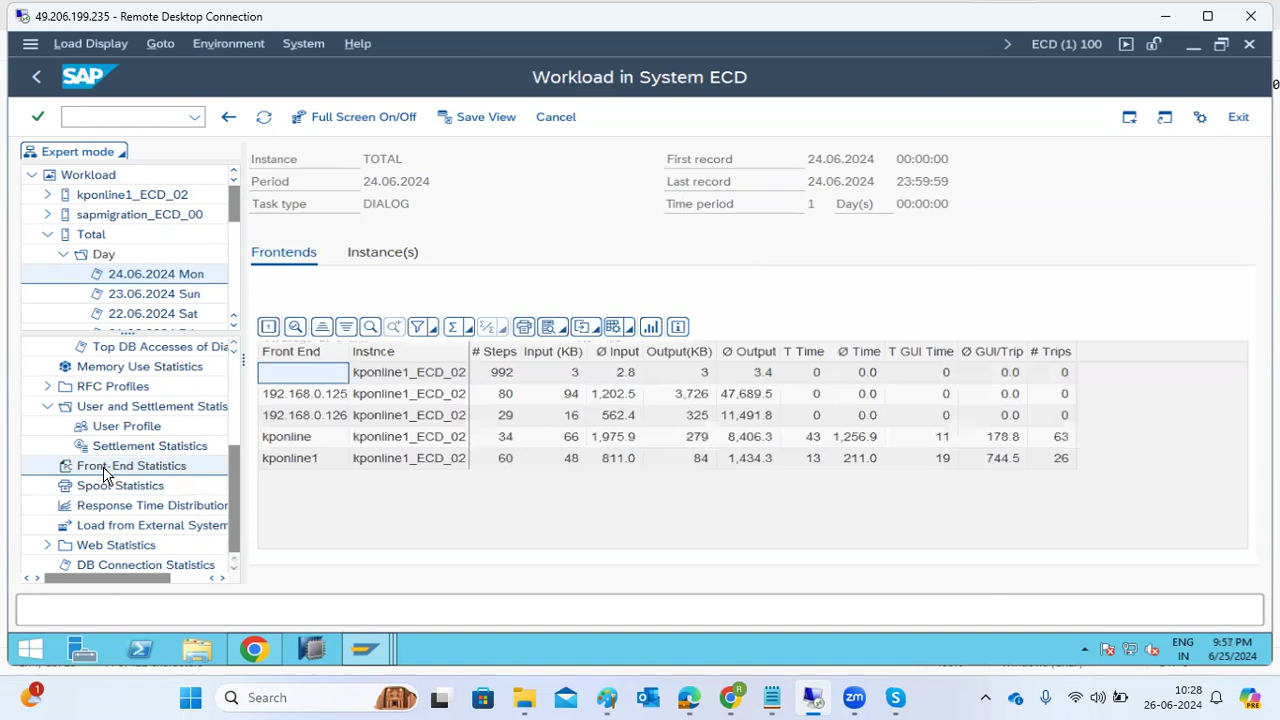 49.206.199.235 - Remote Desktop Connection
Load Display Goto Environment System Help ECD (1) 100
SAP Workload in System ECD
Full Screen On/Off Save View Cancel Exit
Expert mode
Workload
kponline1_ECD_02
sapmigration_ECD_00
Total
Day
24.06.2024 Mon
23.06.2024 Sun
22.06.2024 Sat
Top DB Accesses of Dia
Memory Use Statistics
RFC Profiles
User and Settlement Statis
User Profile
Settlement Statistics
Front-End Statistics
Spool Statistics
Response Time Distribution
Load from External System
Web Statistics
DB Connection Statistics
Instance TOTAL First record 24.06.2024 00:00:00
Period 24.06.2024 Last record 24.06.2024 23:59:59
Task type DIALOG Time period 1 Day(s) 00:00:00
Frontends Instance(s)
Front End Instnce # Steps Input (KB) Ø Input Output(KB) Ø Output T Time Ø Time T GUI Time Ø GUI/Trip # Trips
kponline1_ECD_02 992 3 2.8 3 3.4 0 0.0 0 0.0 0
192.168.0.125 kponline1_ECD_02 80 94 1,202.5 3,726 47,689.5 0 0.0 0 0.0 0
192.168.0.126 kponline1_ECD_02 29 16 562.4 325 11,491.8 0 0.0 0 0.0 0
kponline kponline1_ECD_02 34 66 1,975.9 279 8,406.3 43 1,256.9 11 178.8 63
kponline1 kponline1_ECD_02 60 48 811.0 84 1,434.3 13 211.0 19 744.5 26
ENG 9:57 PM
IN 6/25/2024
1 Search 10:28
26-06-2024